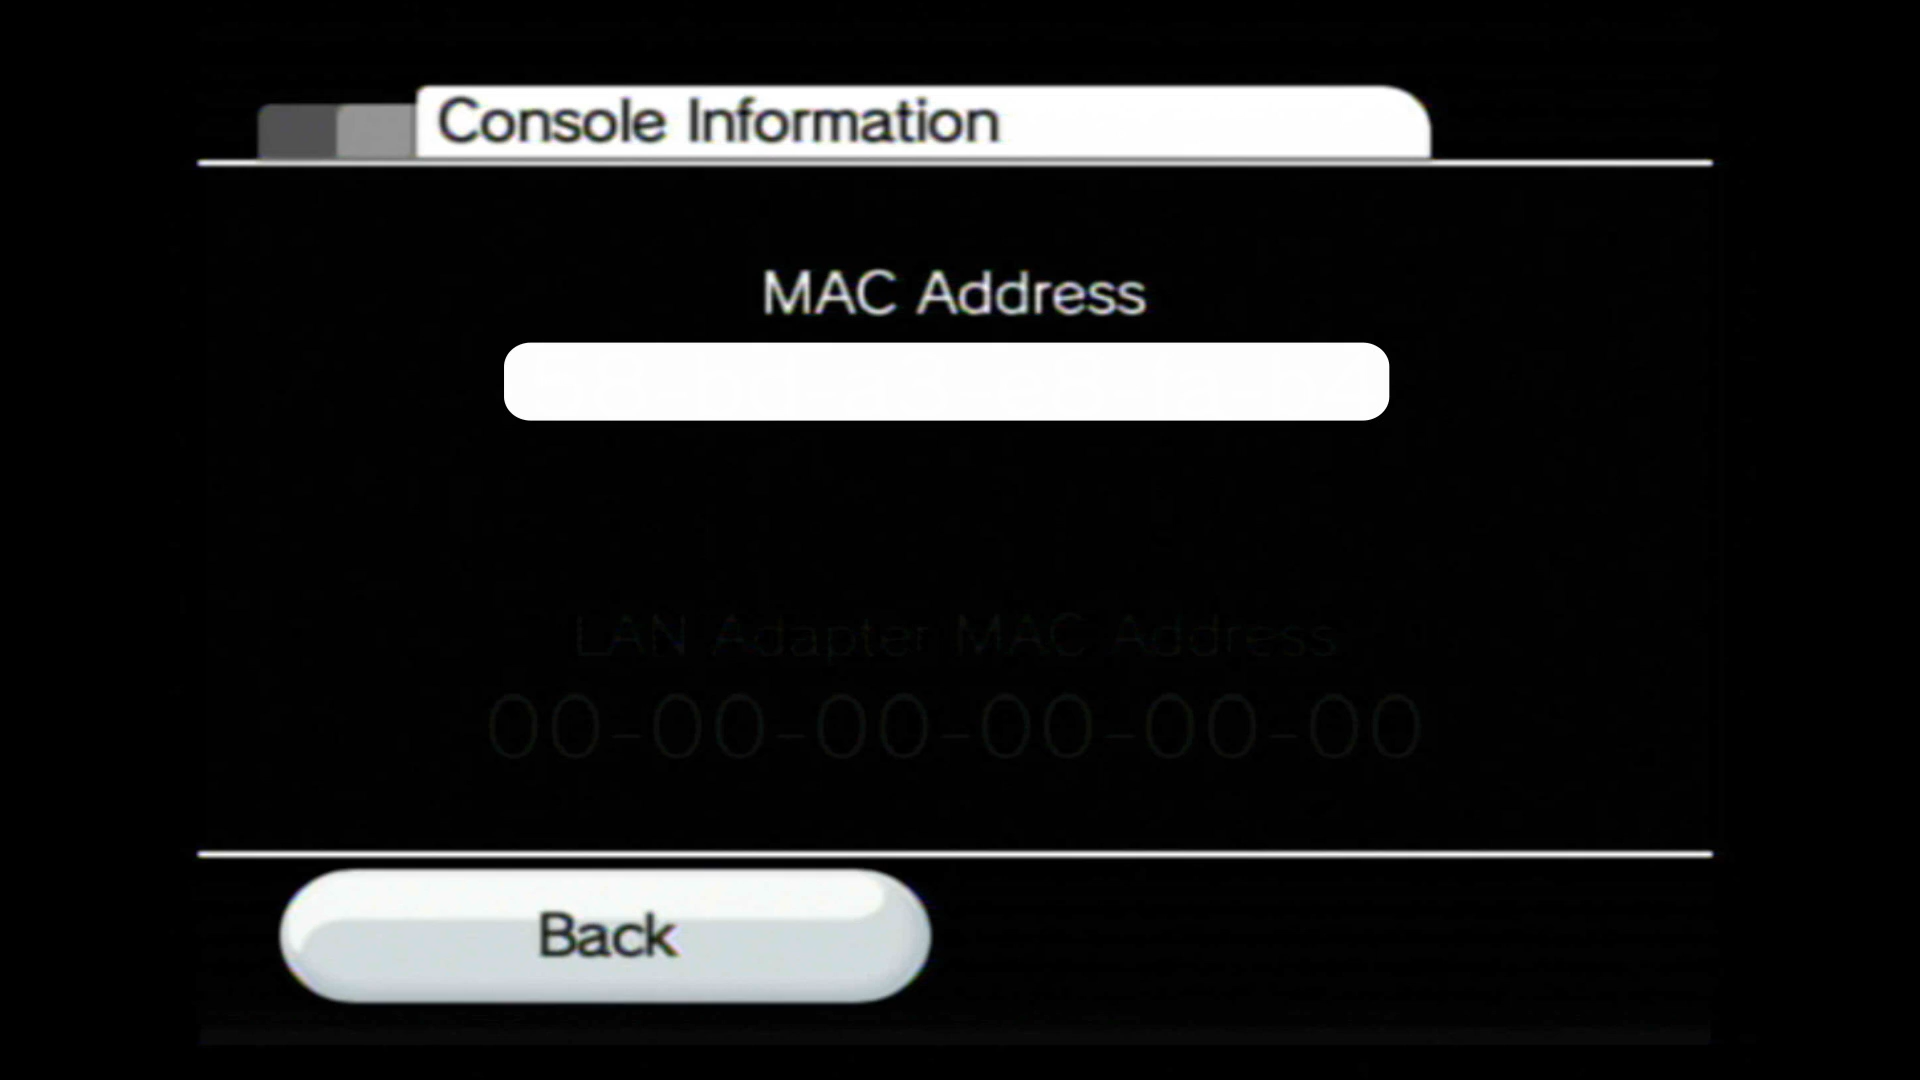 Console Information
MAC Address
LAN Adapter MAC Address
00-00-00-00-00-00
Back